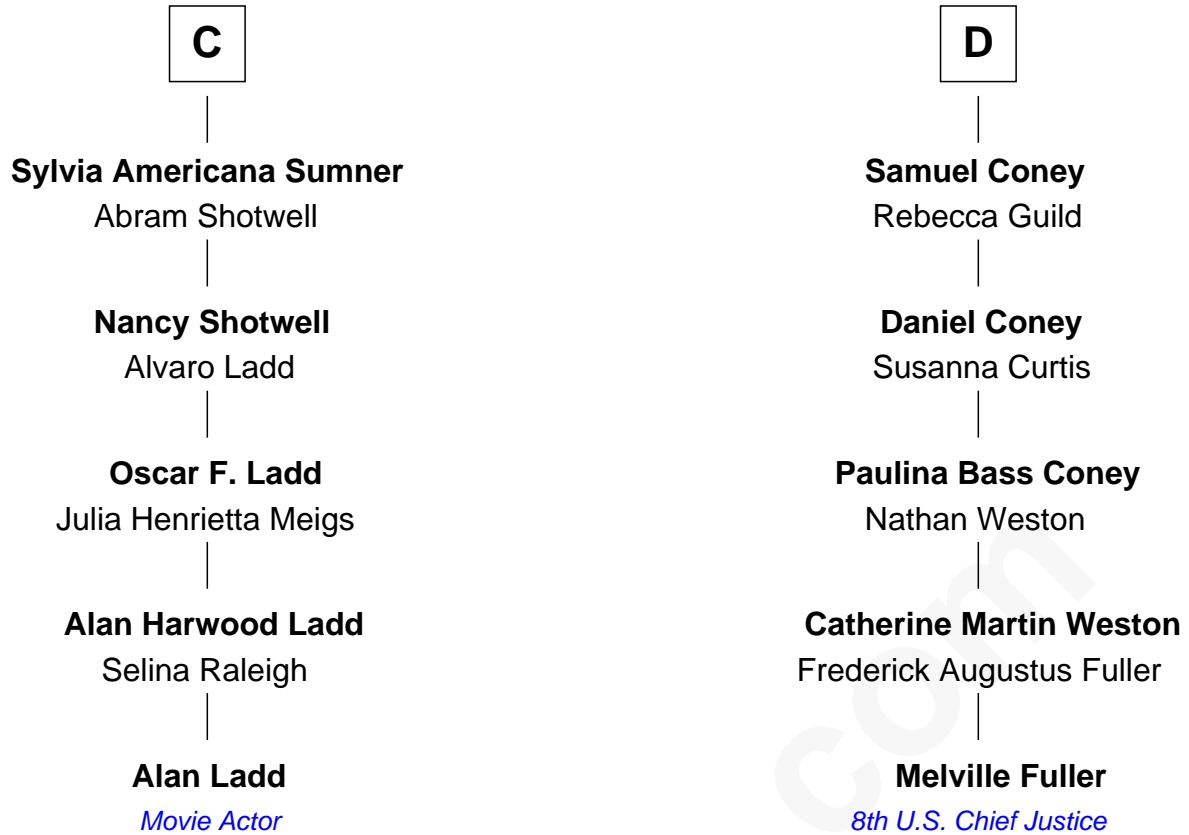 C
Sylvia Americana Sumner
Abram Shotwell
Nancy Shotwell
Alvaro Ladd
Oscar F. Ladd
Julia Henrietta Meigs
Alan Harwood Ladd
Selina Raleigh
Alan Ladd
Movie Actor
D
Samuel Coney
Rebecca Guild
Daniel Coney
Susanna Curtis
Paulina Bass Coney
Nathan Weston
Catherine Martin Weston
Frederick Augustus Fuller
Melville Fuller
8th U.S. Chief Justice
com